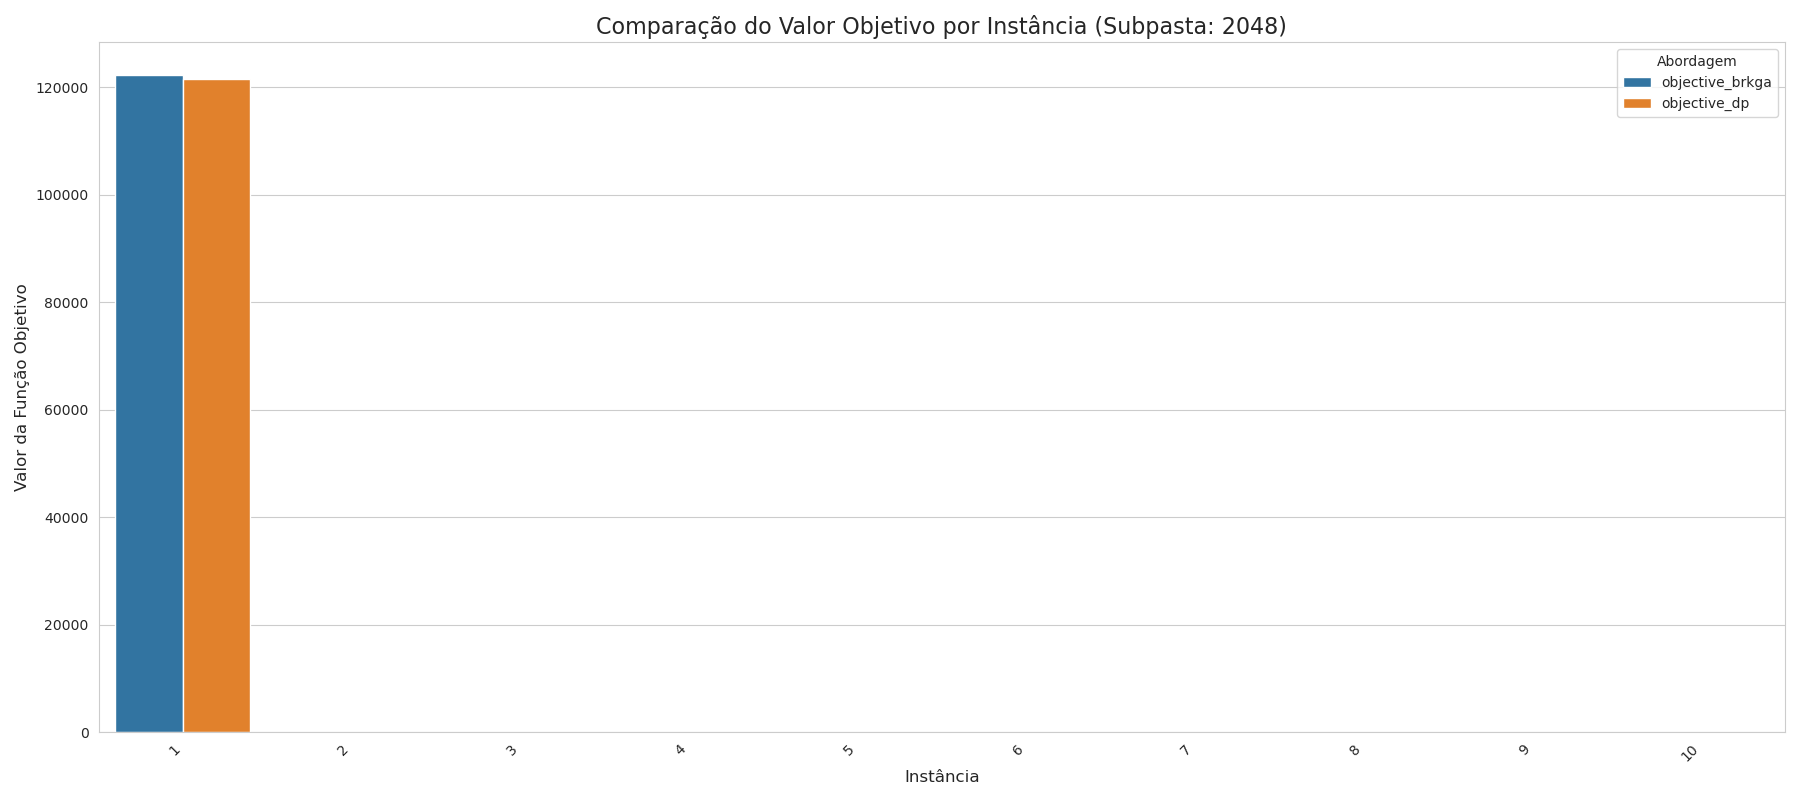 Comparação do Valor Objetivo por Instância (Subpasta: 2048)
Abordagem
objective_brkga
objective_dp
Valor da Função Objetivo
120000
100000
80000
60000
40000
20000
0
1 2 3 4 5 6 7 8 9 10
Instância